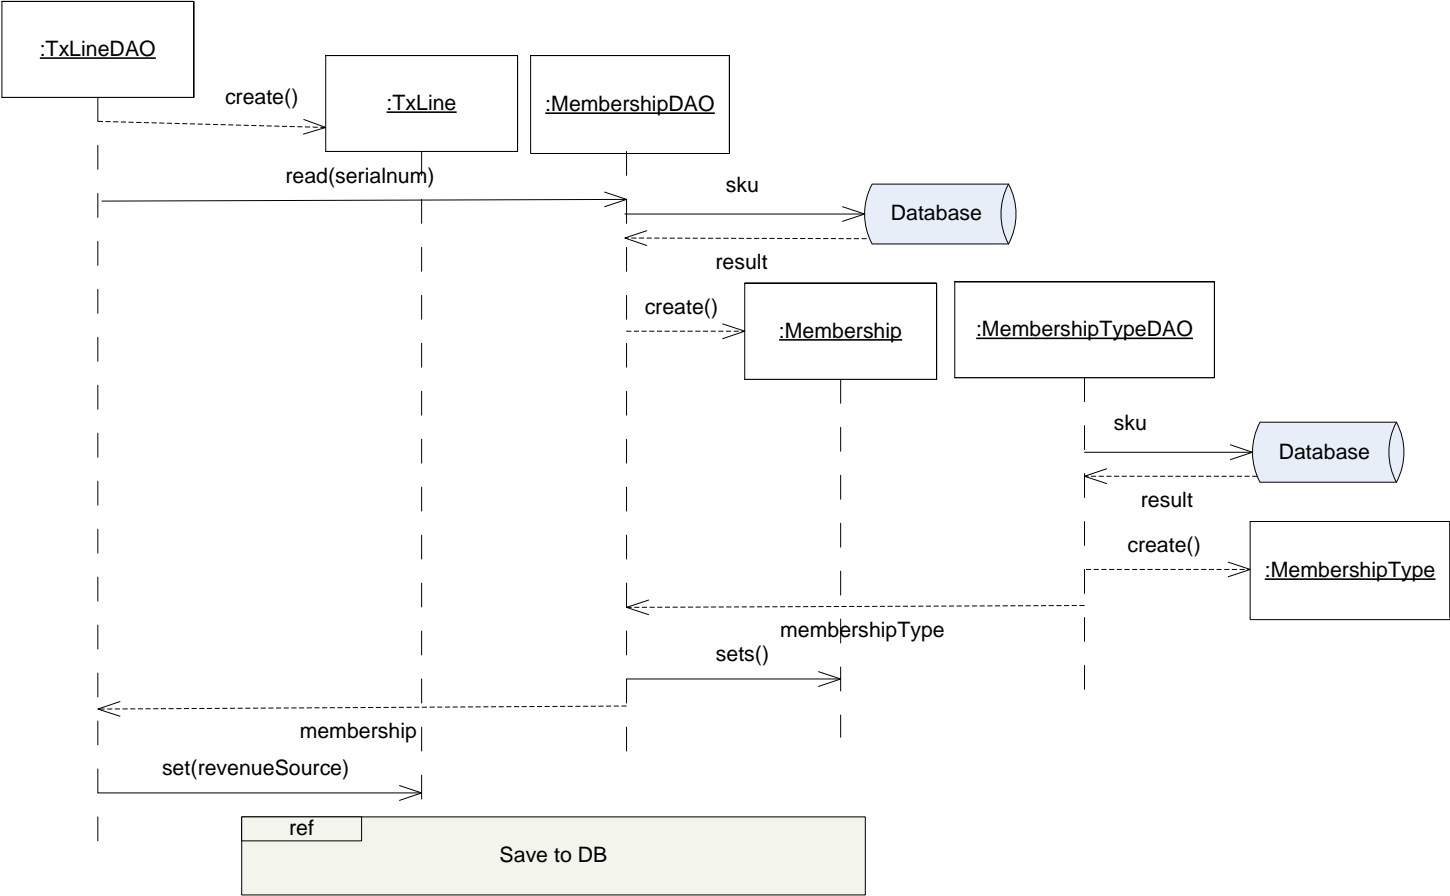 :TxLineDAO
create()
:TxLine
:MembershipDAO
read(serialnum)
sku
Database
result
create()
:Membership
:MembershipTypeDAO
sku
Database
result
create()
:MembershipType
membershipType
sets()
membership
set(revenueSource)
ref
Save to DB